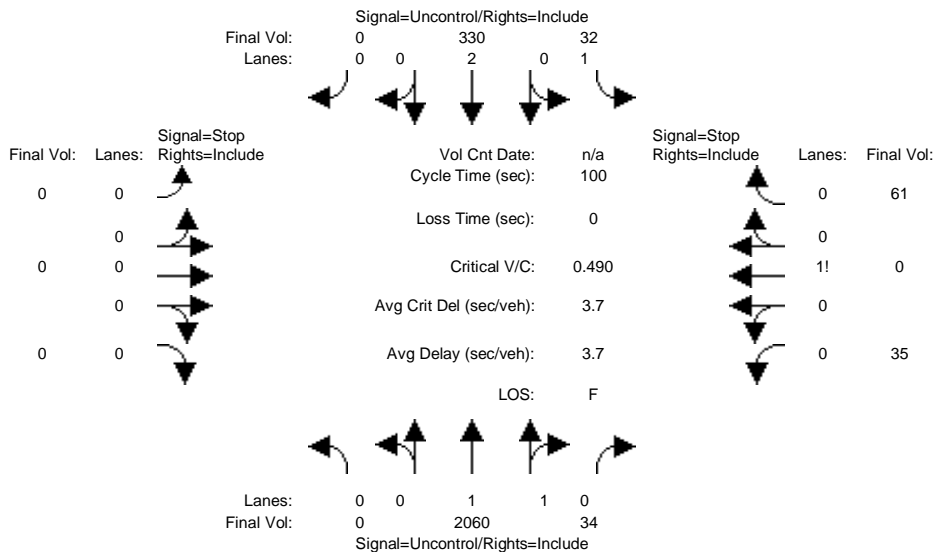 Signal=Uncontrol/Rights=Include
Final Vol: 0 330 32
Lanes: 0 0 2 0 1
Signal=Stop
Final Vol: Lanes: Rights=Include
Vol Cnt Date: n/a
Signal=Stop
Rights=Include Lanes: Final Vol:
Cycle Time (sec): 100
0 0 0 61
Loss Time (sec): 0
0 0
0 0 Critical V/C: 0.490 1! 0
0 Avg Crit Del (sec/veh): 3.7 0
0 0 Avg Delay (sec/veh): 3.7 0 35
LOS: F
Lanes: 0 0 1 1 0
Final Vol: 0 2060 34
Signal=Uncontrol/Rights=Include